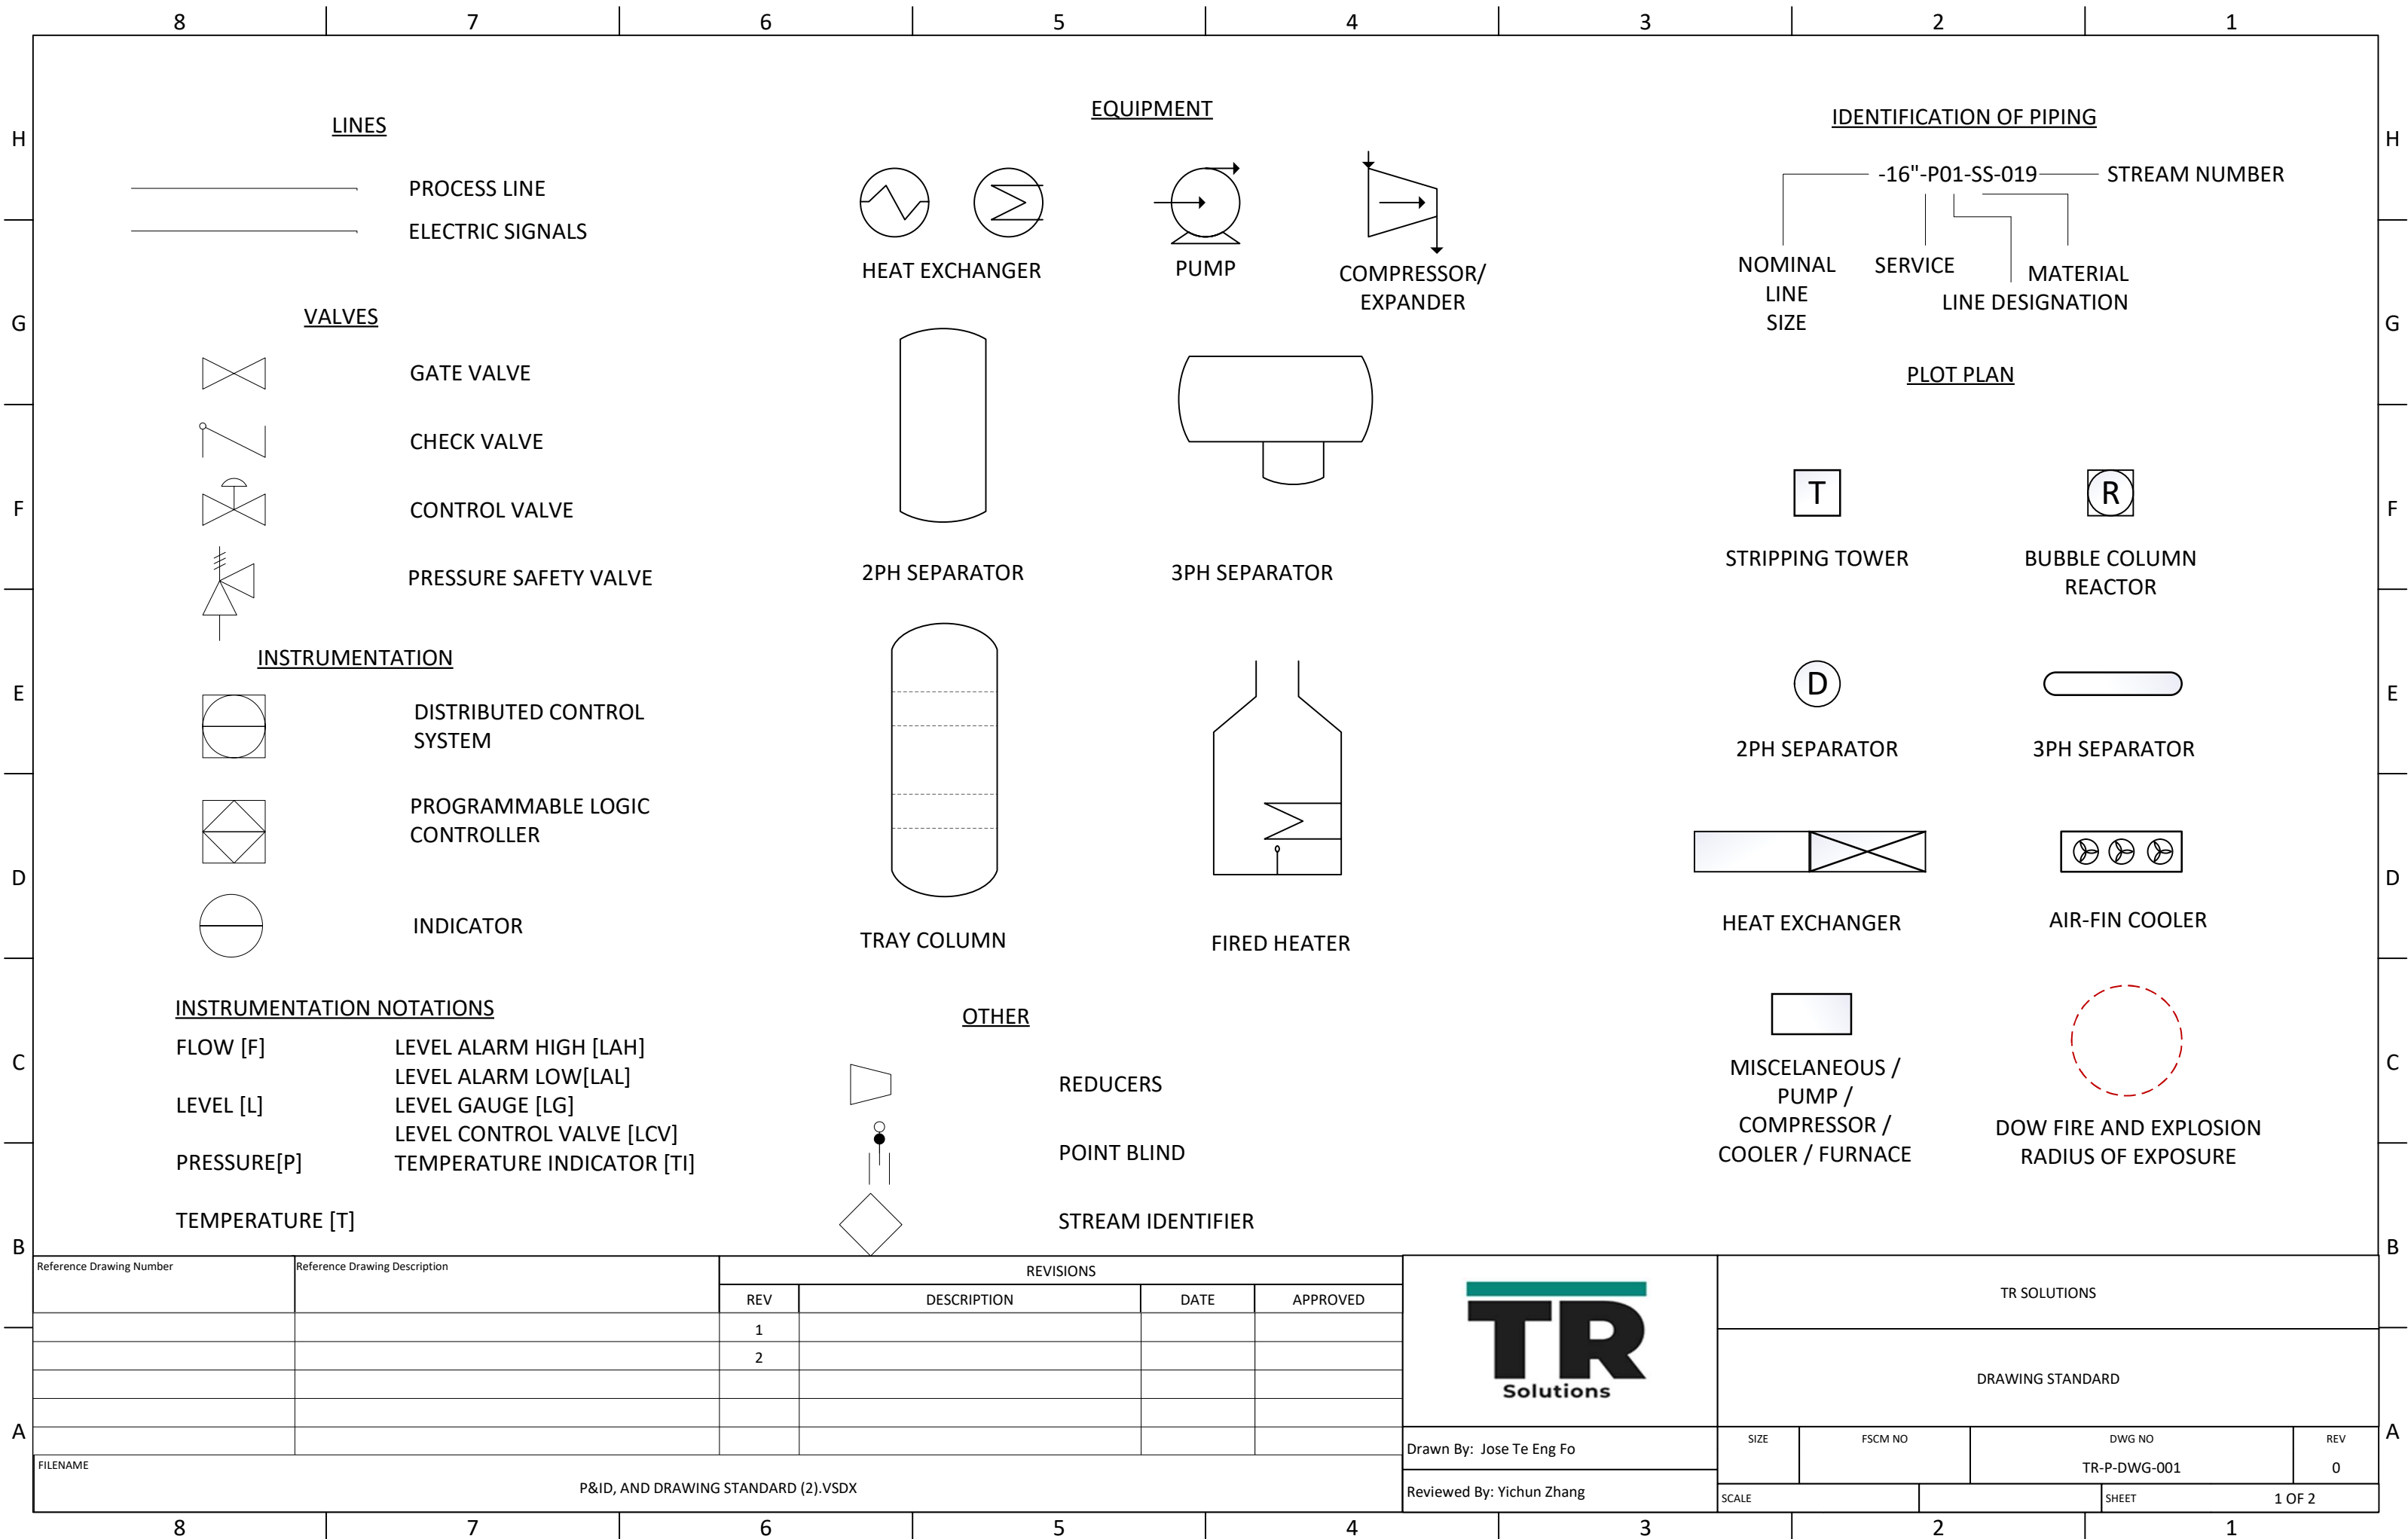 8 7 6 5 4 3 2 1
H
G
F
E
D
C
B
A
LINES
PROCESS LINE
ELECTRIC SIGNALS
VALVES
GATE VALVE
CHECK VALVE
CONTROL VALVE
PRESSURE SAFETY VALVE
INSTRUMENTATION
DISTRIBUTED CONTROL
SYSTEM
PROGRAMMABLE LOGIC
CONTROLLER
INDICATOR
INSTRUMENTATION NOTATIONS
FLOW [F]
LEVEL [L]
PRESSURE[P]
TEMPERATURE [T]
LEVEL ALARM HIGH [LAH]
LEVEL ALARM LOW[LAL]
LEVEL GAUGE [LG]
LEVEL CONTROL VALVE [LCV]
TEMPERATURE INDICATOR [TI]
EQUIPMENT
HEAT EXCHANGER
PUMP
COMPRESSOR/
EXPANDER
2PH SEPARATOR
3PH SEPARATOR
TRAY COLUMN
FIRED HEATER
OTHER
REDUCERS
POINT BLIND
STREAM IDENTIFIER
IDENTIFICATION OF PIPING
-16"-P01-SS-019
STREAM NUMBER
NOMINAL
LINE
SIZE
SERVICE
MATERIAL
LINE DESIGNATION
PLOT PLAN
T
STRIPPING TOWER
R
BUBBLE COLUMN
REACTOR
D
2PH SEPARATOR
3PH SEPARATOR
HEAT EXCHANGER
AIR-FIN COOLER
MISCELANEOUS /
PUMP /
COMPRESSOR /
COOLER / FURNACE
DOW FIRE AND EXPLOSION
RADIUS OF EXPOSURE
H
G
F
E
D
C
B
A
Reference Drawing Number
Reference Drawing Description
REVISIONS
REV DESCRIPTION DATE APPROVED
1
2
FILENAME
P&ID, AND DRAWING STANDARD (2).VSDX
TR
Solutions
Drawn By: Jose Te Eng Fo
Reviewed By: Yichun Zhang
TR SOLUTIONS
DRAWING STANDARD
SIZE
FSCM NO
DWG NO
TR-P-DWG-001
REV
0
SCALE
SHEET
1 OF 2
8 7 6 5 4 3 2 1